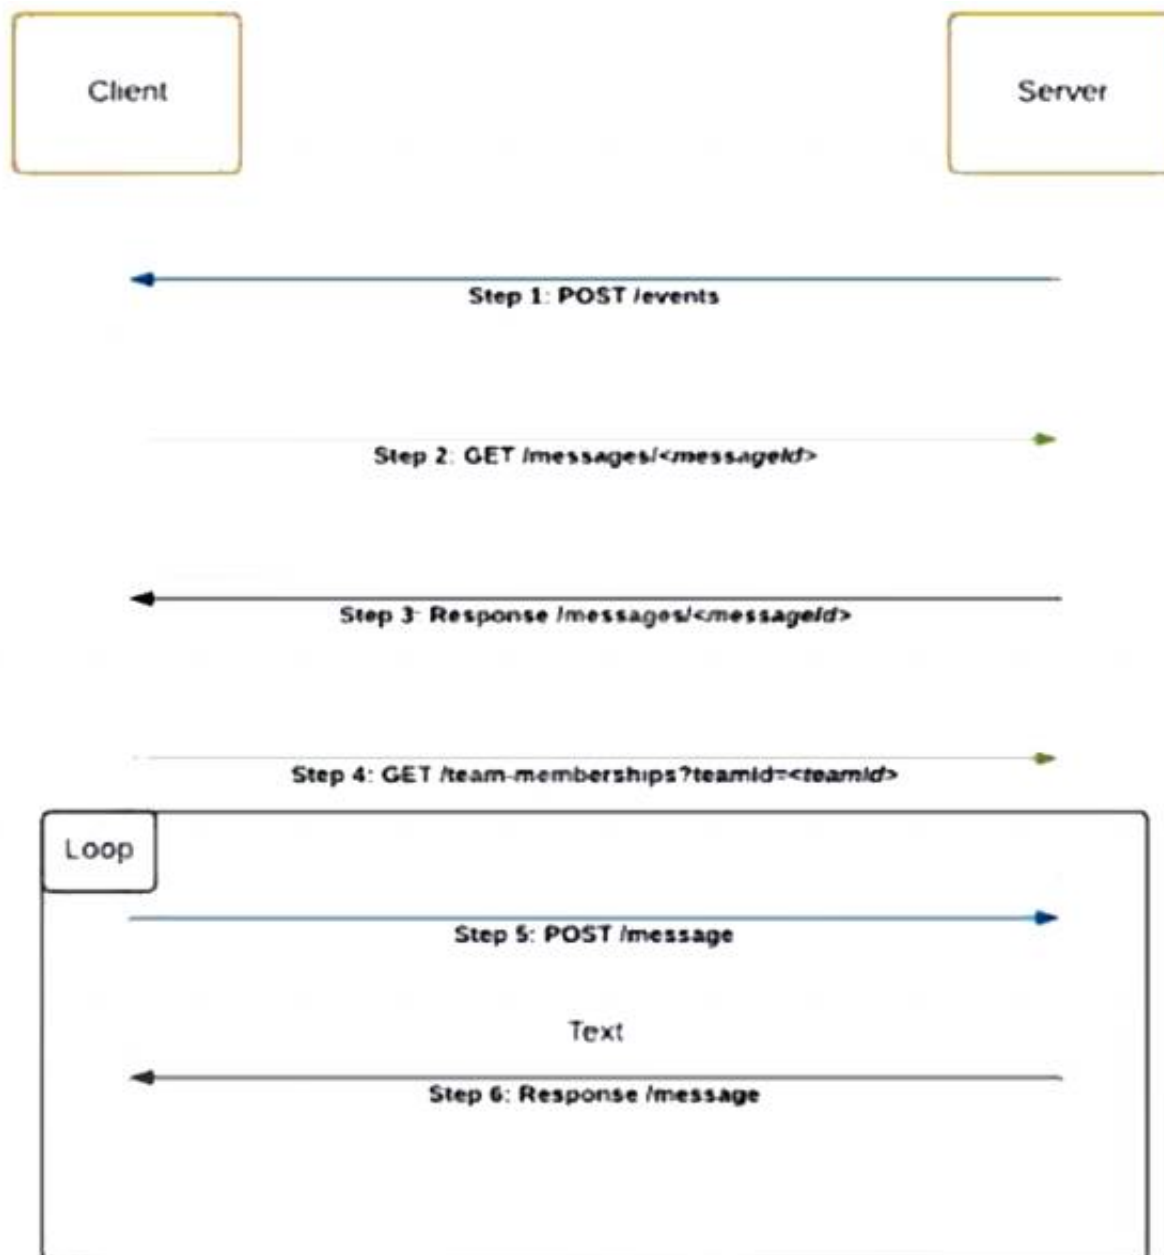 Client
Server
Step 1: POST /events
Step 2: GET /messages/<messageId>
Step 3: Response /messages/<messageId>
Step 4: GET /team-memberships?teamId=<teamId>
Loop
Step 5: POST /message
Text
Step 6: Response /message